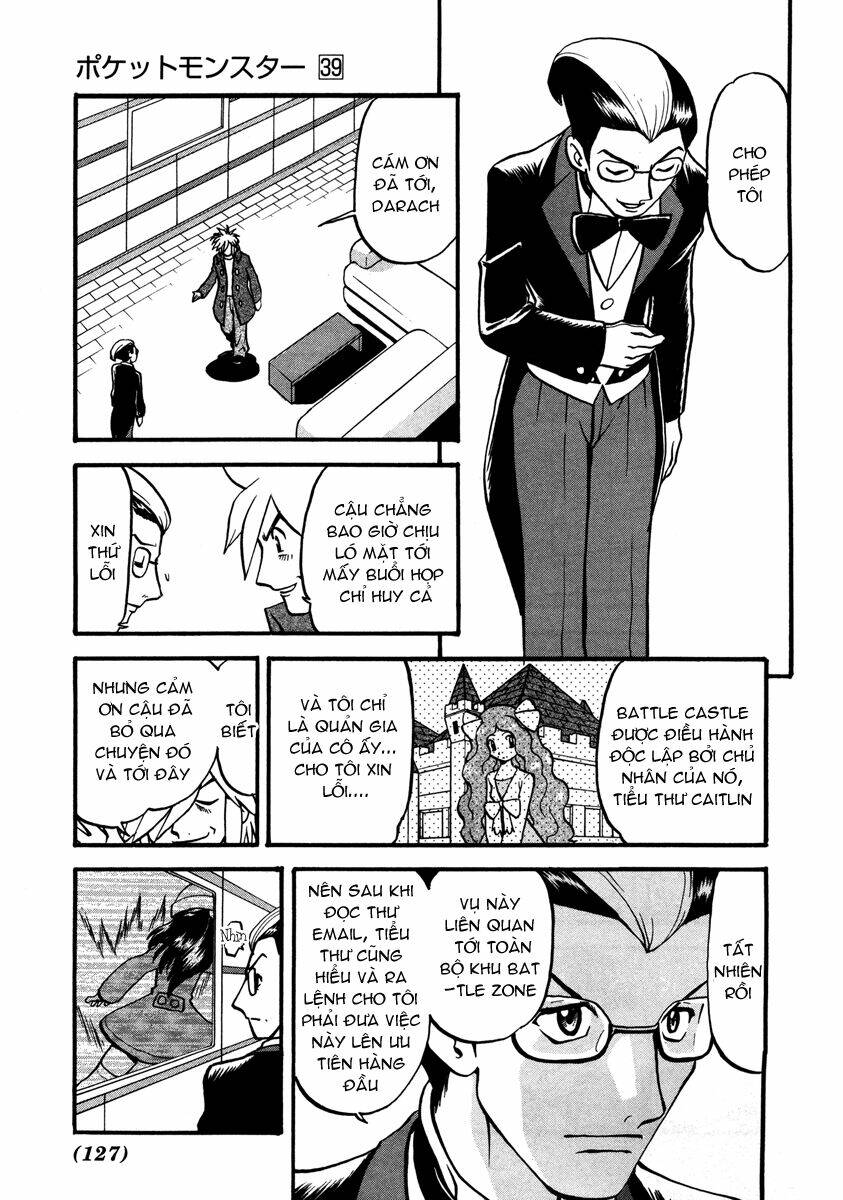 ポケットモンスター 39
CHO
PHÉP
TÔI
CÁM ƠN
ĐÃ TỚI,
DARACH
CẬU CHẲNG
BAO GIỜ CHỊU
LÓ MẶT TỚI
MẤY BUỔI HỌP
CHỈ HUY CẢ
XIN
THỨ
LỖI
BATTLE CASTLE
ĐƯỢC ĐIỀU HÀNH
ĐỘC LẬP BỞI CHỦ
NHÂN CỦA NÓ,
TIỂU THƯ CAITLIN
VÀ TÔI CHỈ
LÀ QUẢN GIA
CỦA CÔ ẤY...
CHO TÔI XIN
LỖI....
TÔI
BIẾT
NHƯNG CẢM
ƠN CẬU ĐÃ
BỎ QUA
CHUYỆN ĐÓ
VÀ TỚI ĐÂY
TẤT
NHIÊN
RỒI
VỤ NÀY
LIÊN QUAN
TỚI TOÀN
BỘ KHU BAT
-TLE ZONE
NÊN SAU KHI
ĐỌC THƯ
EMAIL, TIỂU
THƯ CŨNG
HIỂU VÀ RA
LỆNH CHO TÔI
PHẢI ĐƯA VIỆC
NÀY LÊN ƯU
TIÊN HÀNG
ĐẦU
Nhìn
(127)